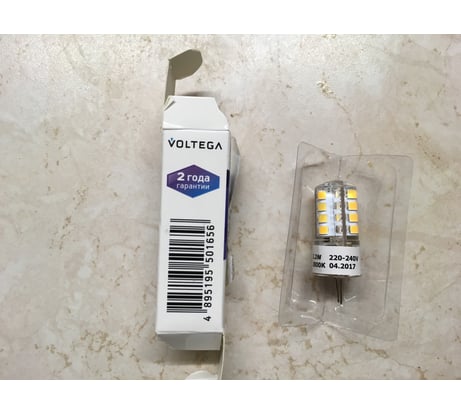 VOLTEGA
2 года
гарантии
4 895195 501656
220-240V
04.2017